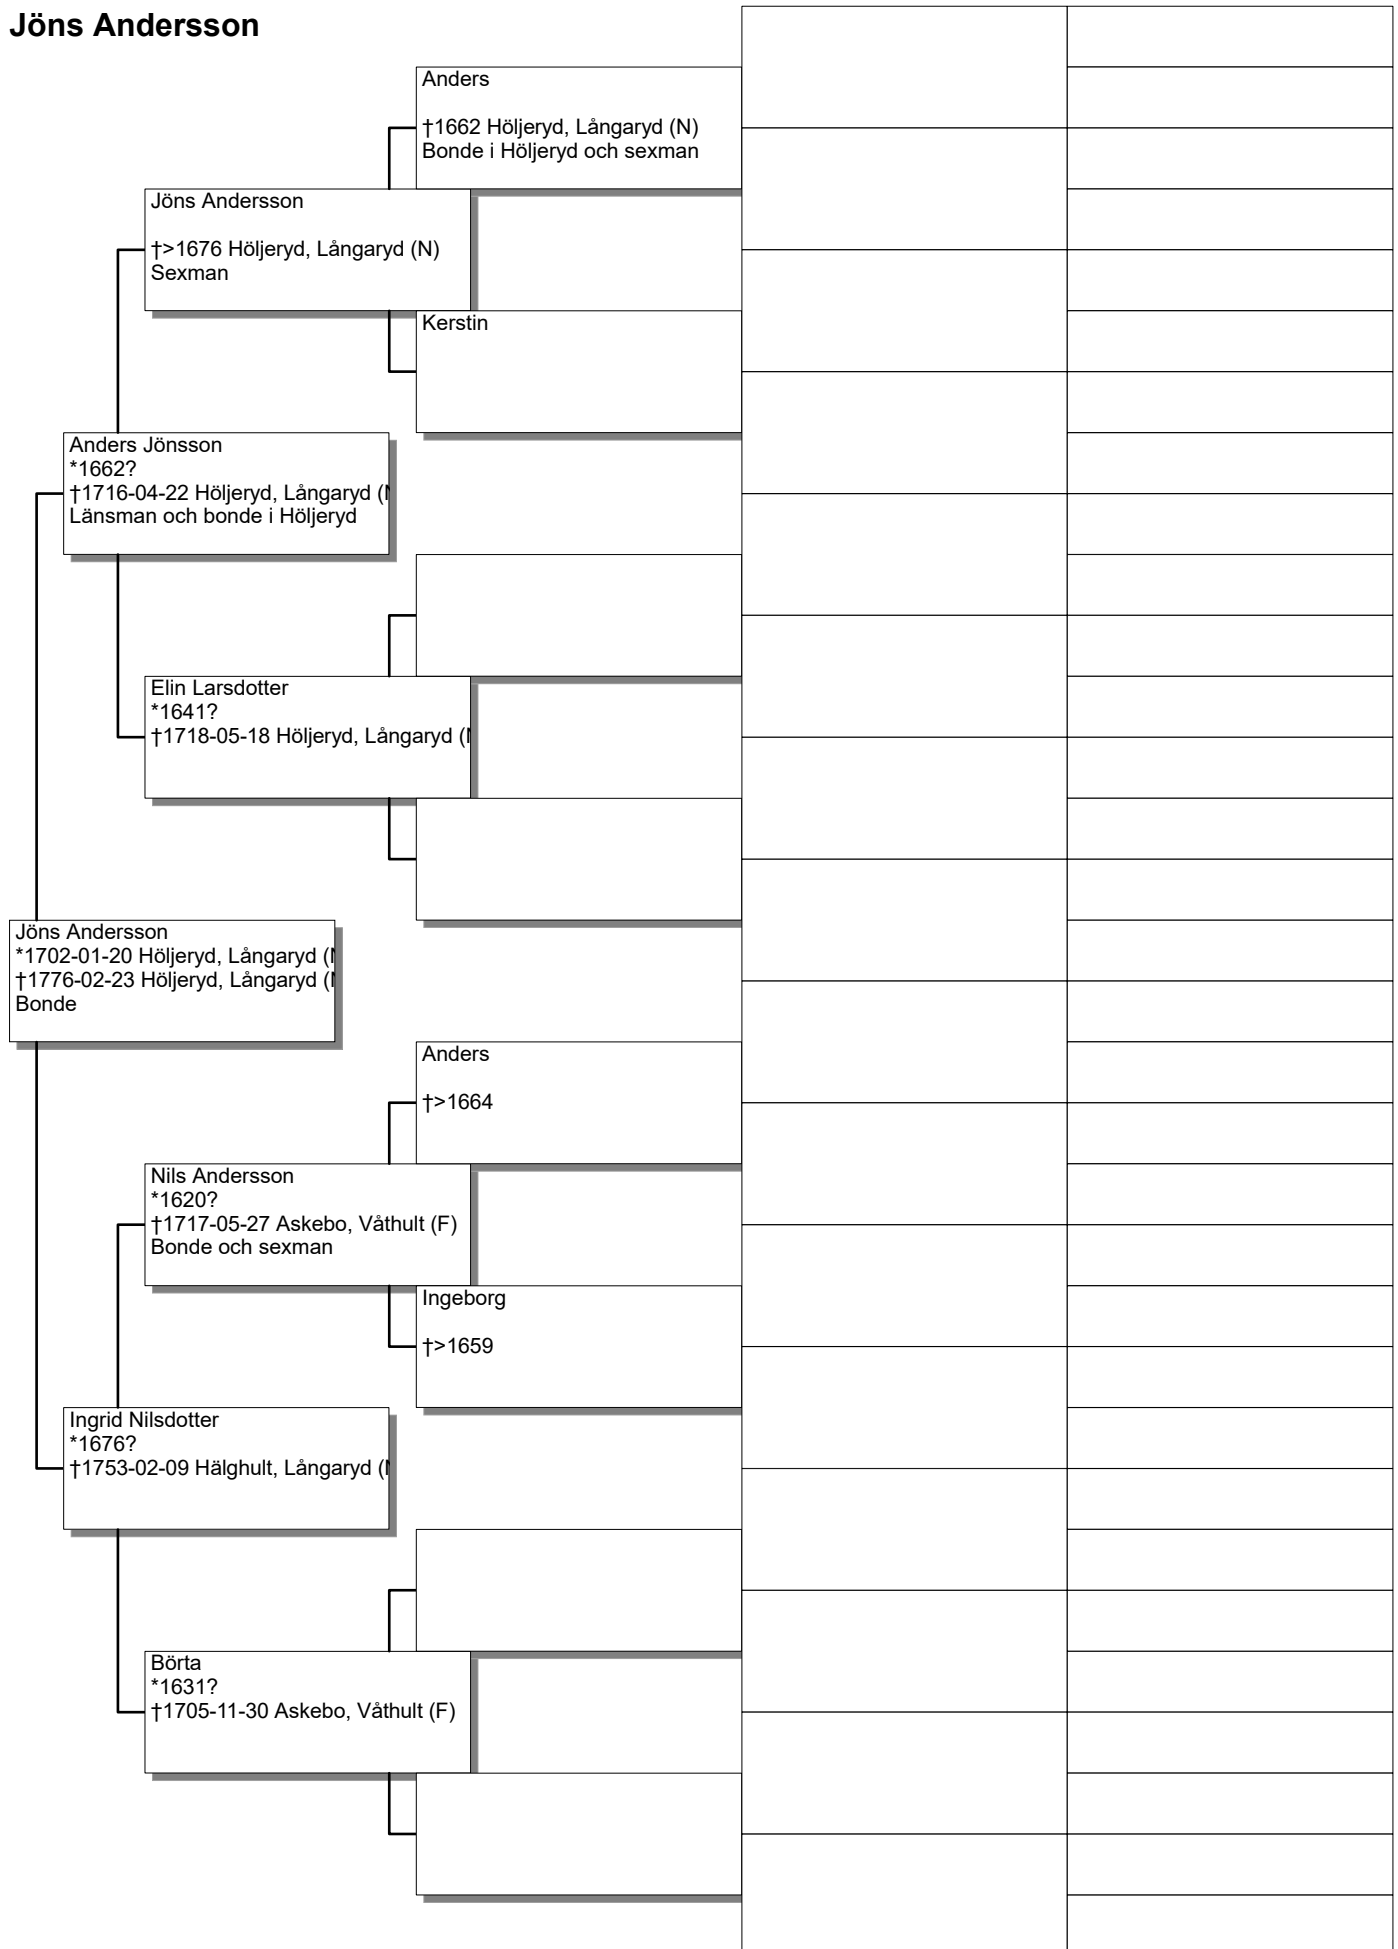 Jöns Andersson
Anders
†1662 Höljeryd, Långaryd (N)
Bonde i Höljeryd och sexman
Jöns Andersson
†>1676 Höljeryd, Långaryd (N)
Sexman
Kerstin
Anders Jönsson
*1662?
†1716-04-22 Höljeryd, Långaryd (N
Länsman och bonde i Höljeryd
Elin Larsdotter
*1641?
†1718-05-18 Höljeryd, Långaryd (N
Jöns Andersson
*1702-01-20 Höljeryd, Långaryd (N
†1776-02-23 Höljeryd, Långaryd (N
Bonde
Anders
†>1664
Nils Andersson
*1620?
†1717-05-27 Askebo, Våthult (F)
Bonde och sexman
Ingeborg
†>1659
Ingrid Nilsdotter
*1676?
†1753-02-09 Hälghult, Långaryd (N
Börta
*1631?
†1705-11-30 Askebo, Våthult (F)